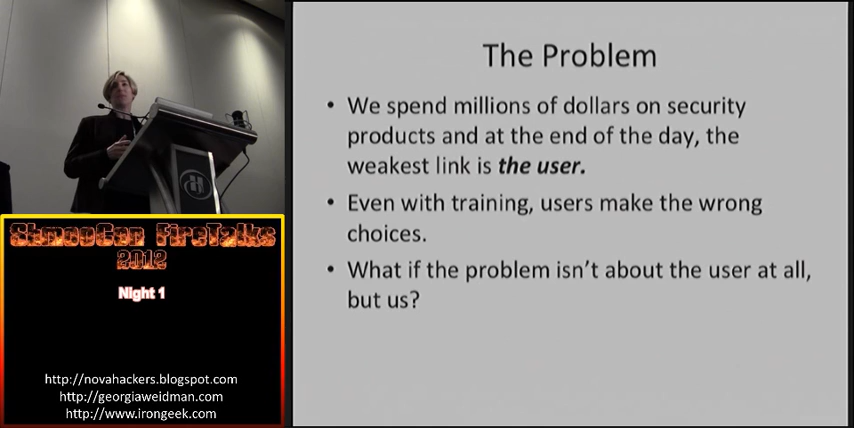 The Problem
• We spend millions of dollars on security
products and at the end of the day, the
weakest link is the user.
• Even with training, users make the wrong
choices.
• What if the problem isn't about the user at all,
but us?
ShmooCon FireTalks
2012
Night 1
http://novahackers.blogspot.com
http://georgiaweidman.com
http://www.irongeek.com